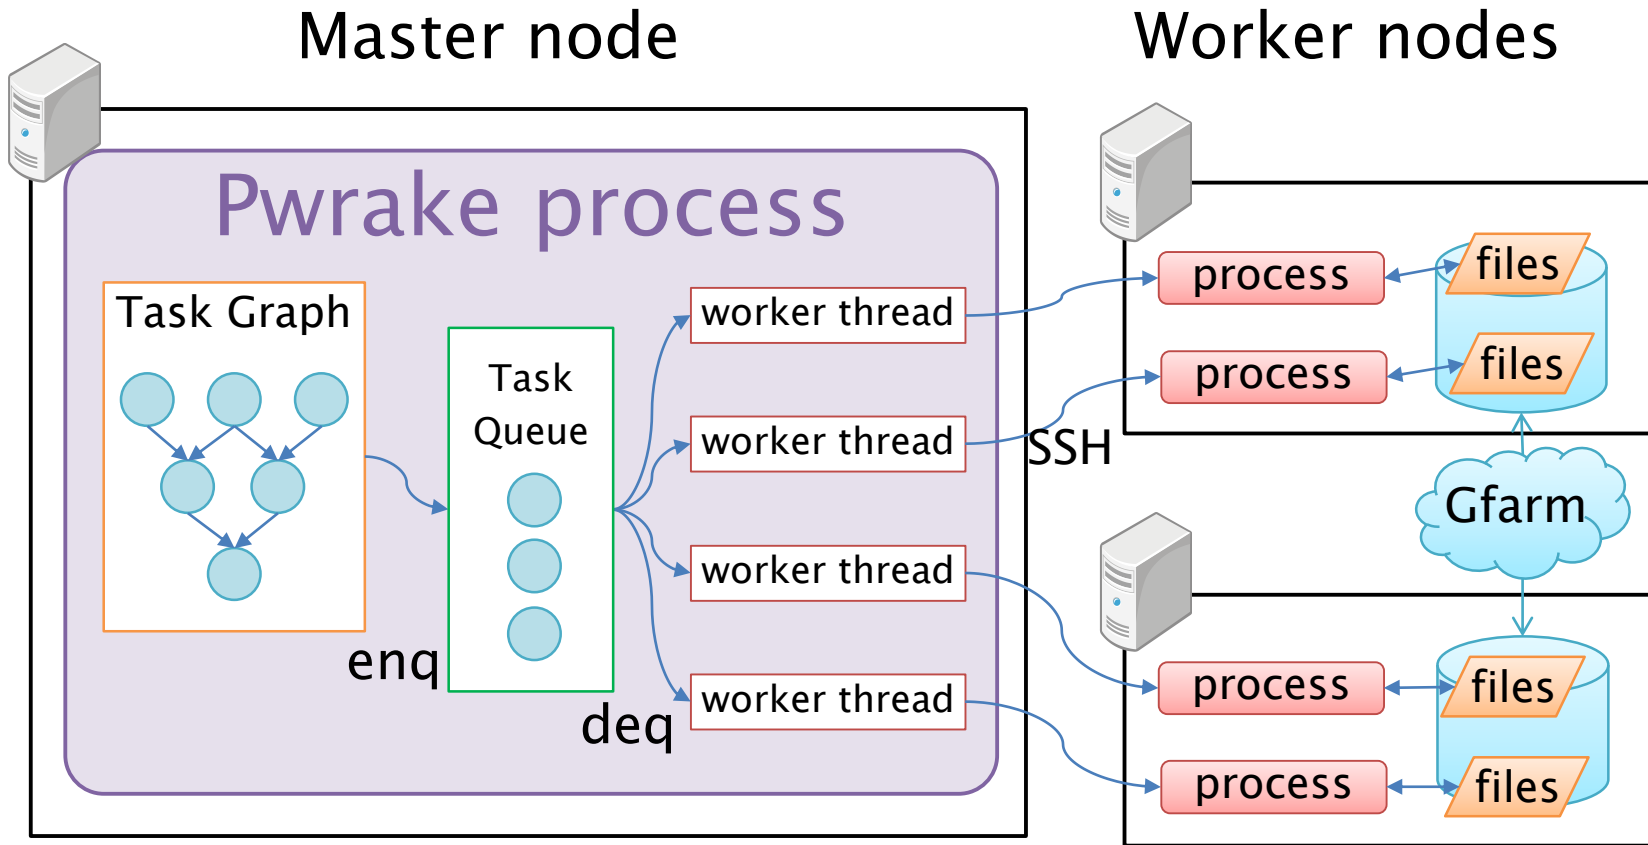 Master node
Worker nodes
Pwrake process
Task Graph
Task
Queue
enq
deq
worker thread
worker thread
worker thread
worker thread
SSH
process
files
process
files
Gfarm
process
files
process
files